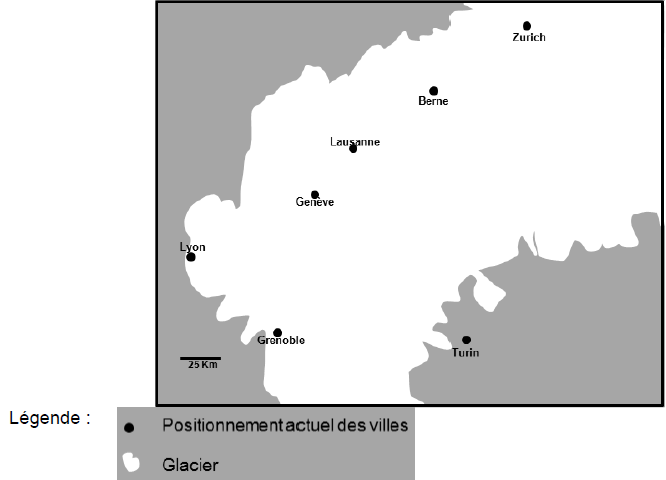 Zurich
Berne
Lausanne
Genève
Lyon
Grenoble
Turin
25 Km
Légende :
Positionnement actuel des villes
Glacier